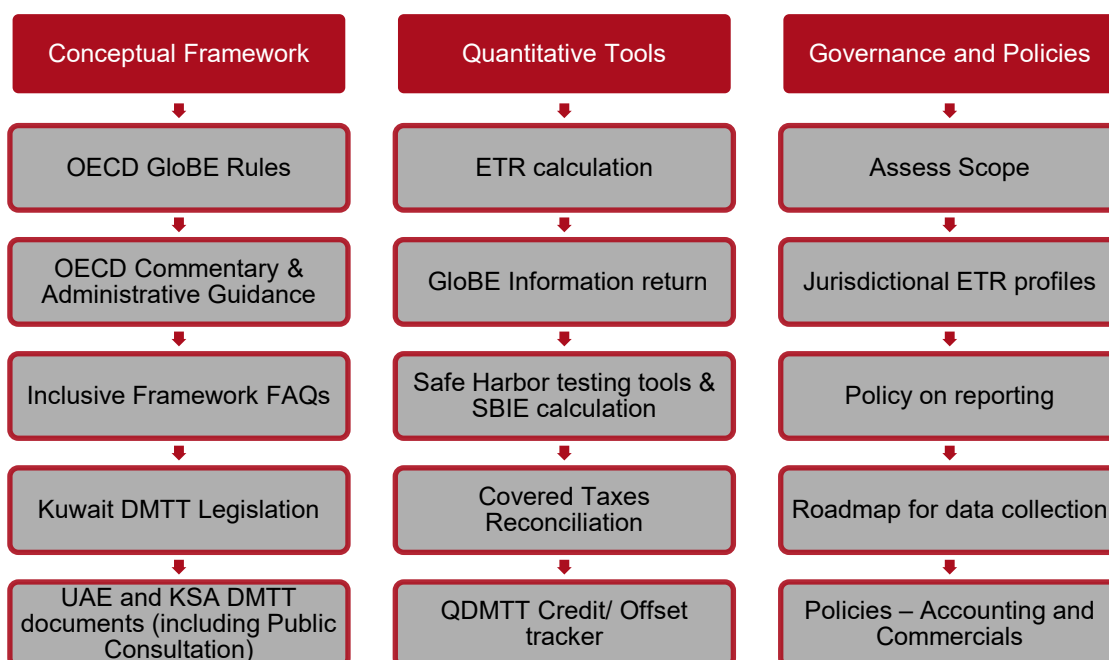 Conceptual Framework
OECD GloBE Rules
OECD Commentary &
Administrative Guidance
Inclusive Framework FAQs
Kuwait DMTT Legislation
UAE and KSA DMTT
documents (including Public
Consultation)
Quantitative Tools
ETR calculation
GloBE Information return
Safe Harbor testing tools &
SBIE calculation
Covered Taxes
Reconciliation
QDMTT Credit/ Offset
tracker
Governance and Policies
Assess Scope
Jurisdictional ETR profiles
Policy on reporting
Roadmap for data collection
Policies – Accounting and
Commercials